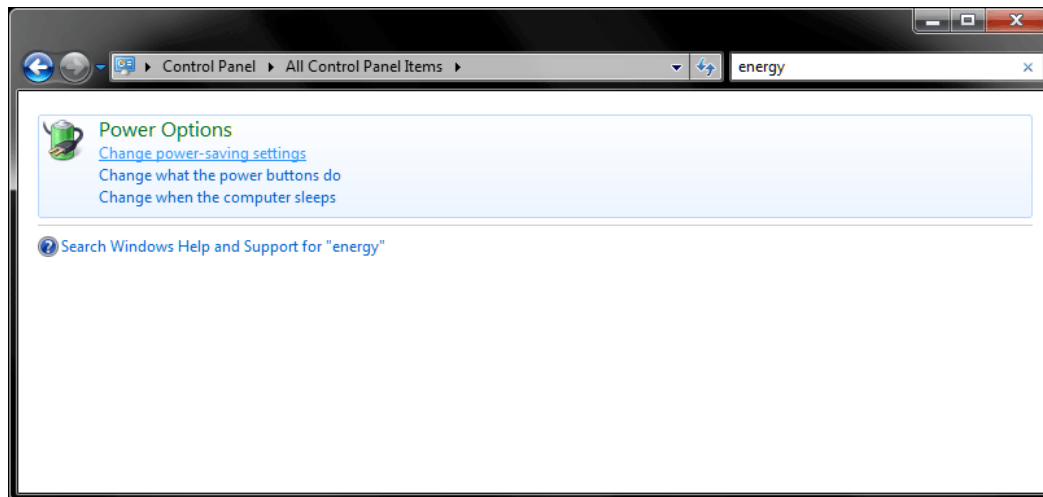 Control Panel All Control Panel Items energy
Power Options
Change power-saving settings
Change what the power buttons do
Change when the computer sleeps
Search Windows Help and Support for "energy"